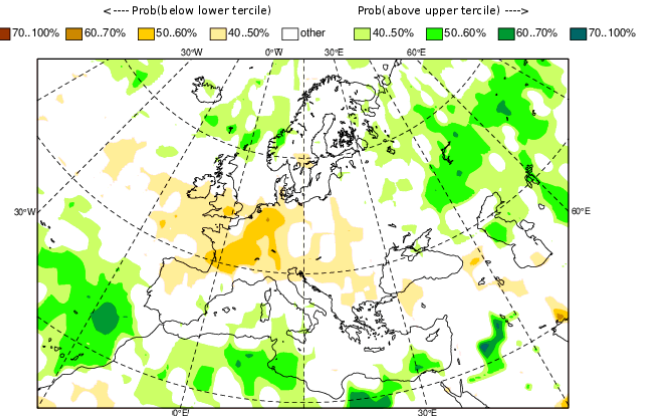 <---- Prob(below lower tercile) Prob(above upper tercile) ---->
70..100% 60..70% 50..60% 40..50% other 40..50% 50..60% 60..70% 70..100%
30°W 0°W 30°E 60°E
30°W 60°E
0°E 30°E